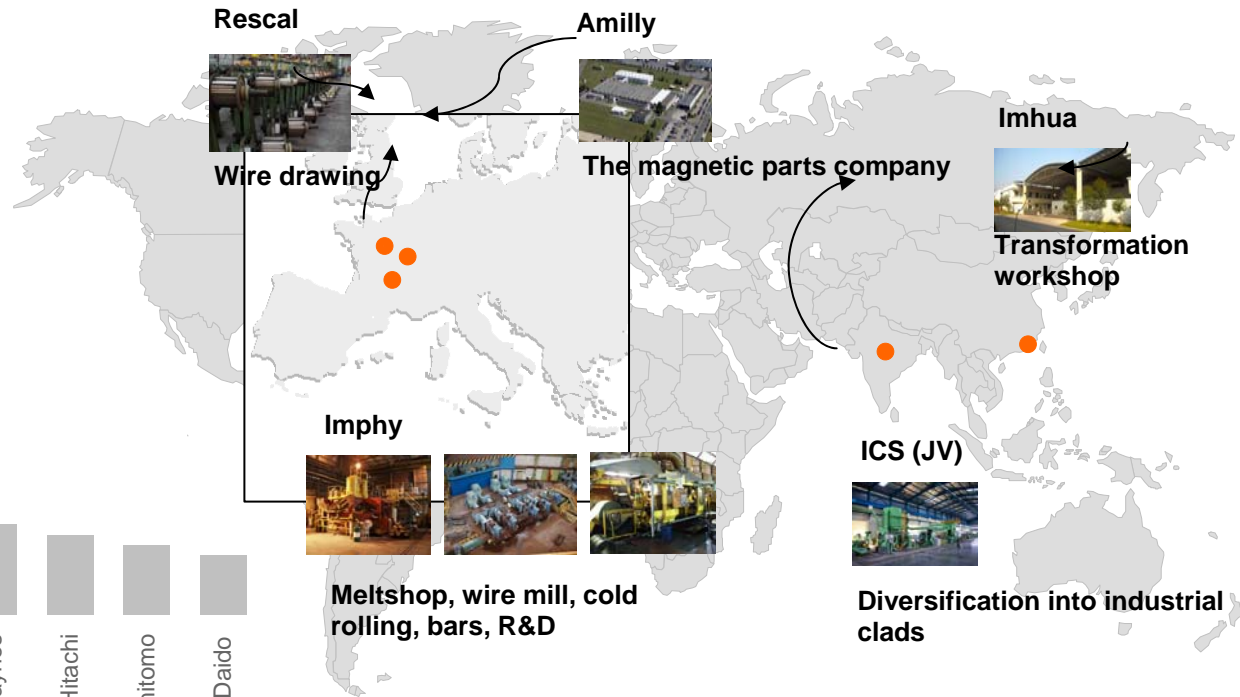 Rescal
Amilly
Imhua
Wire drawing
The magnetic parts company
Transformation
workshop
Imphy
ICS (JV)
Meltshop, wire mill, cold
rolling, bars, R&D
Diversification into industrial
clads
Hitachi
Daido